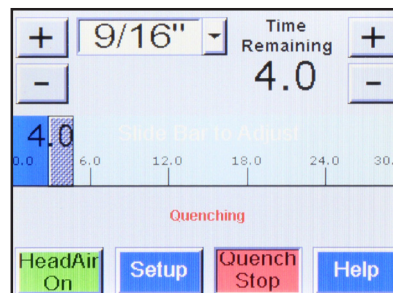 + 9/16" Time Remaining +
- 4.0 -
4.0 Slide Bar to Adjust
0.0 6.0 12.0 18.0 24.0 30.
Quenching
HeadAir On Setup Quench Stop Help